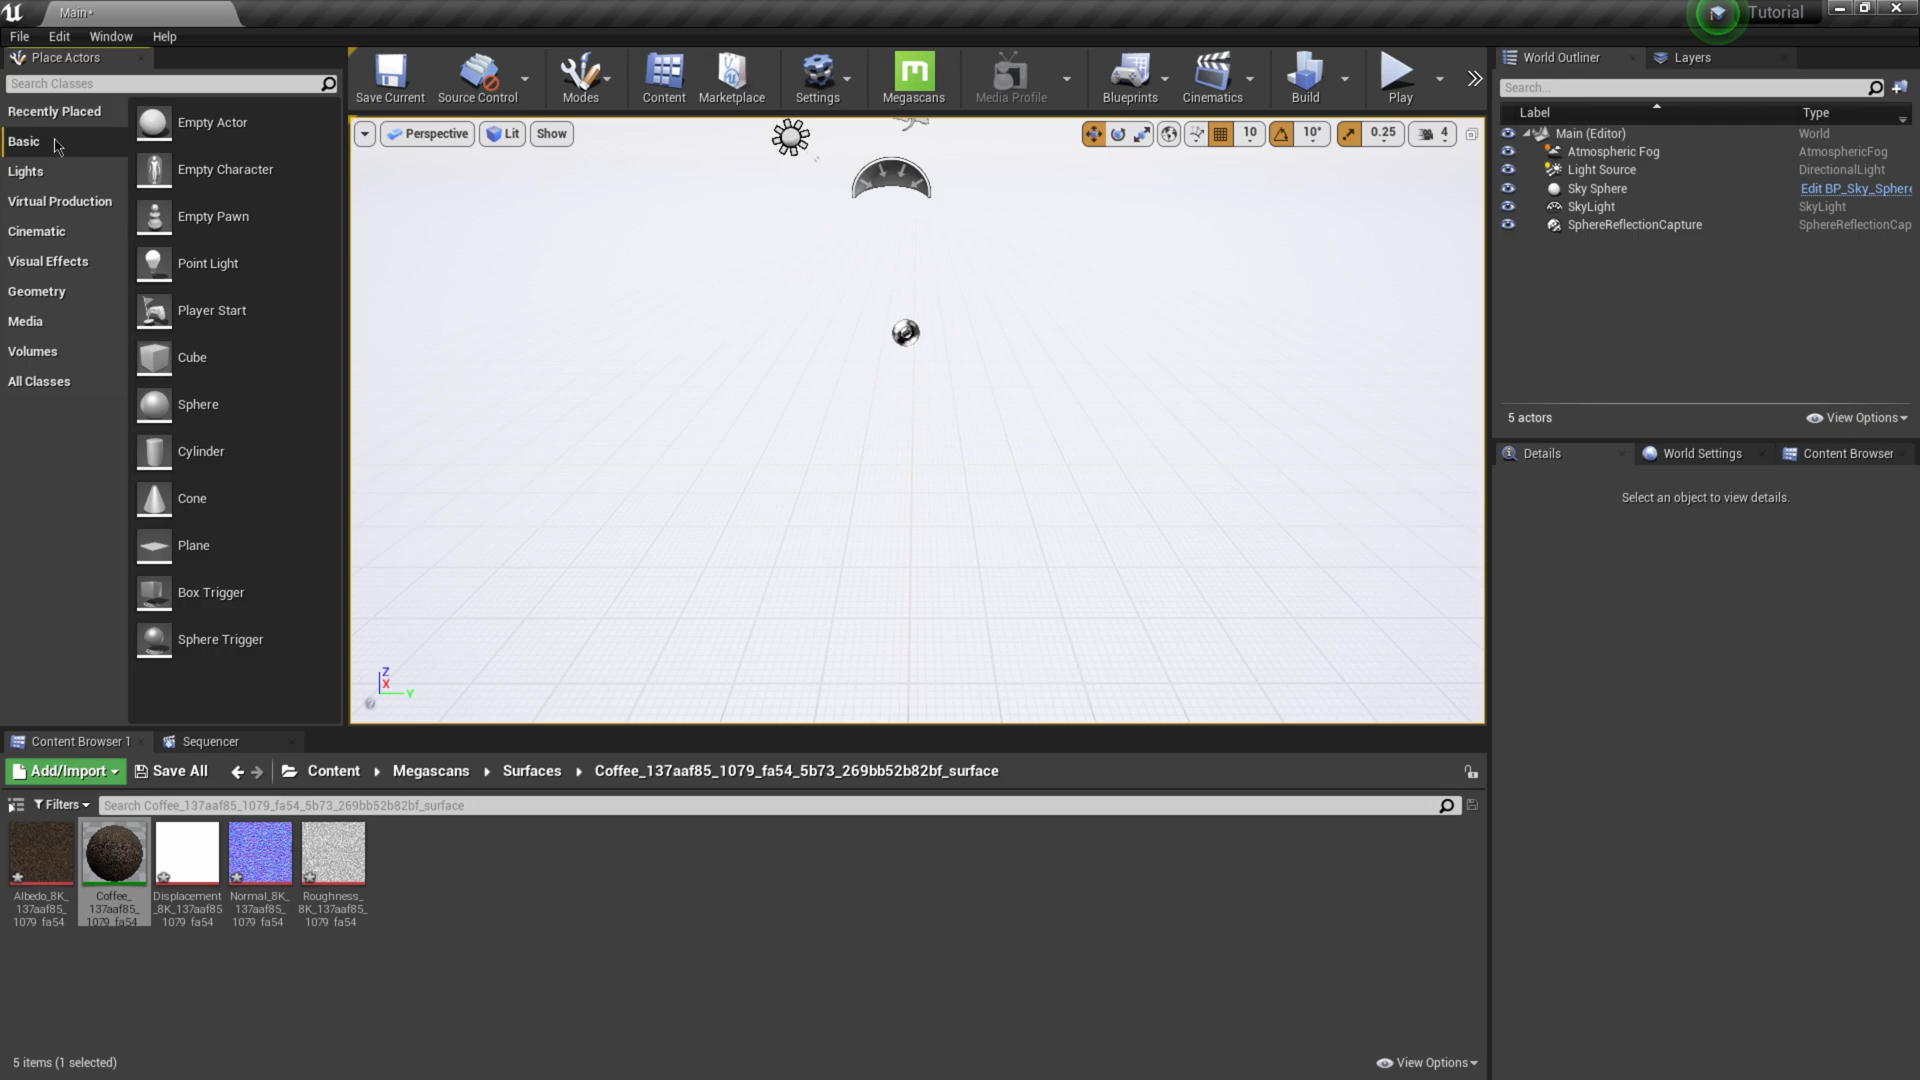 Main*
Tutorial
File
Edit
Window
Help
Place Actors
Search Classes
Recently Placed
Basic
Lights
Virtual Production
Cinematic
Visual Effects
Geometry
Media
Volumes
All Classes
Empty Actor
Empty Character
Empty Pawn
Point Light
Player Start
Cube
Sphere
Cylinder
Cone
Plane
Box Trigger
Sphere Trigger
Save Current
Source Control
Modes
Content
Marketplace
Settings
Megascans
Media Profile
Blueprints
Cinematics
Build
Play
Perspective
Lit
Show
10
10°
0.25
4
Z
X
Y
World Outliner
Layers
Search...
Label
Type
Main (Editor)
World
Atmospheric Fog
AtmosphericFog
Light Source
DirectionalLight
Sky Sphere
Edit BP_Sky_Sphere
SkyLight
SkyLight
SphereReflectionCapture
SphereReflectionCap
5 actors
View Options
Details
World Settings
Content Browser
Select an object to view details.
Content Browser 1
Sequencer
Add/Import
Save All
Content
Megascans
Surfaces
Coffee_137aaf85_1079_fa54_5b73_269bb52b82bf_surface
Filters
Search Coffee_137aaf85_1079_fa54_5b73_269bb52b82bf_surface
Albedo_8K_
137aaf85_
1079_fa54_
Coffee_
137aaf85_
1079_fa54_
Displacement
_8K_137aaf85
_1079_fa54_
Normal_8K_
137aaf85_
1079_fa54_
Roughness_
8K_137aaf85_
1079_fa54_
5 items (1 selected)
View Options